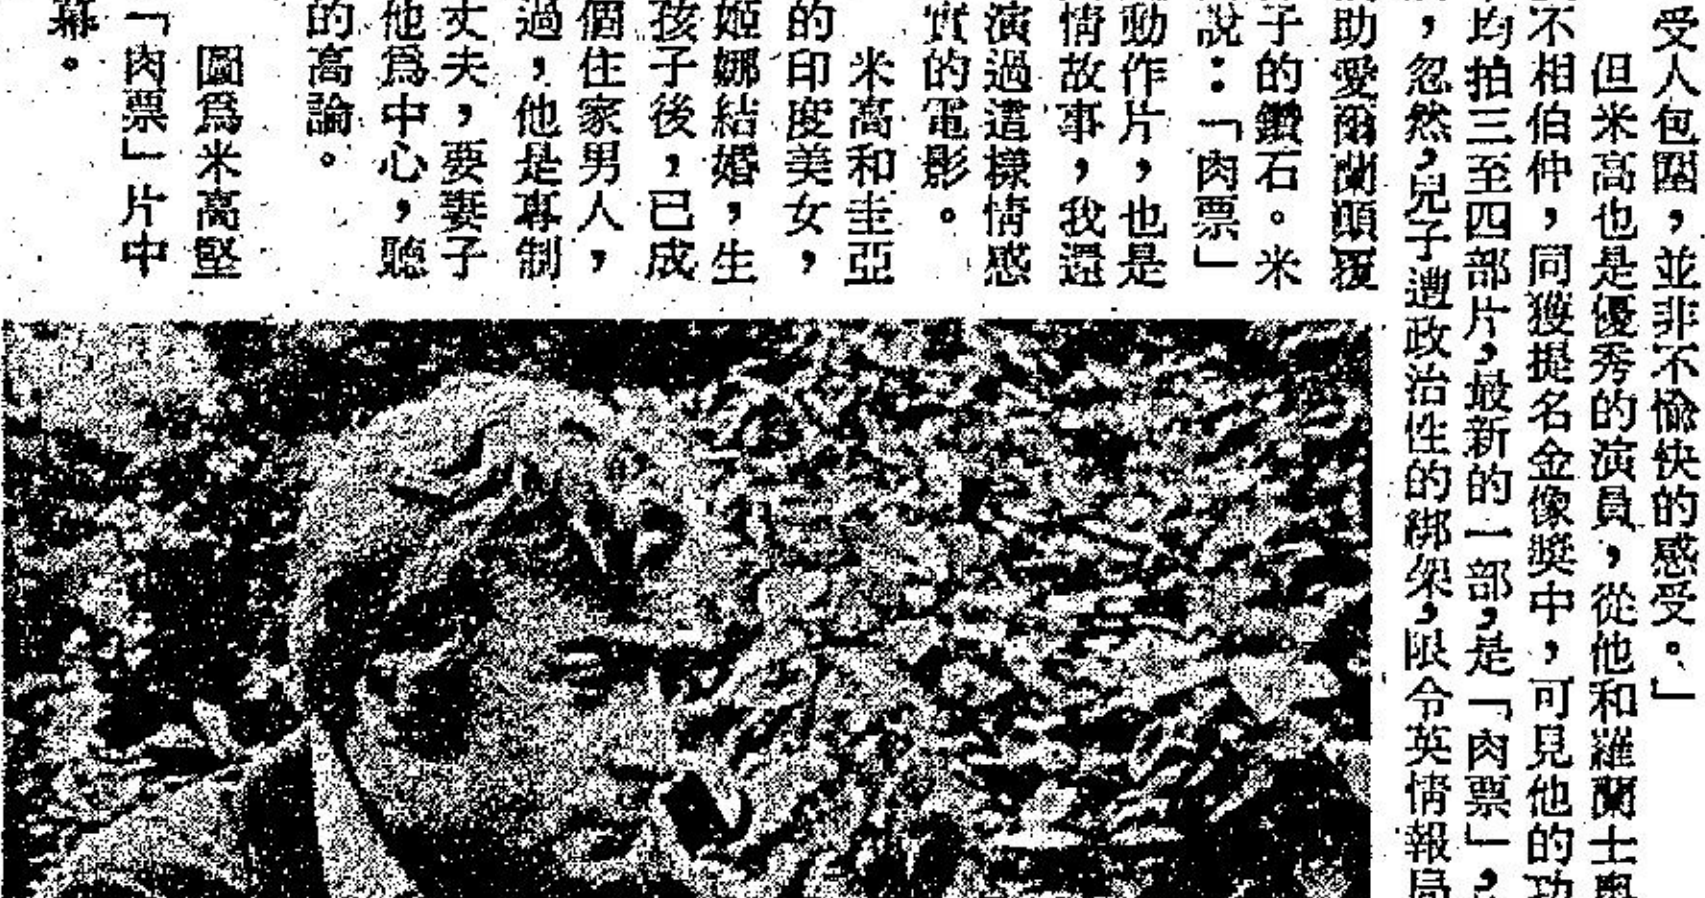 受人包圍，並非不愉快的感受。」
但米高也是優秀的演員，從他和羅蘭士奧
不相伯仲，同獲提名金像獎中，可見他的功
均拍三至四部片，最新的一部，是「肉票」，
，忽然，兒子遭政治性的綁架，限令英情報局
助愛爾蘭顛覆
子的鑽石。米
說：「肉票」
動作片，也是
情故事，我還
演過這樣情感
實的電影。
米高和圭亞
的印度美女，
姬娜結婚，生
孩子後，已成
個住家男人，
過，他是專制
丈夫，要妻子
他為中心，聽
的高論。
圖為米高堅
「肉票」片中
幕。